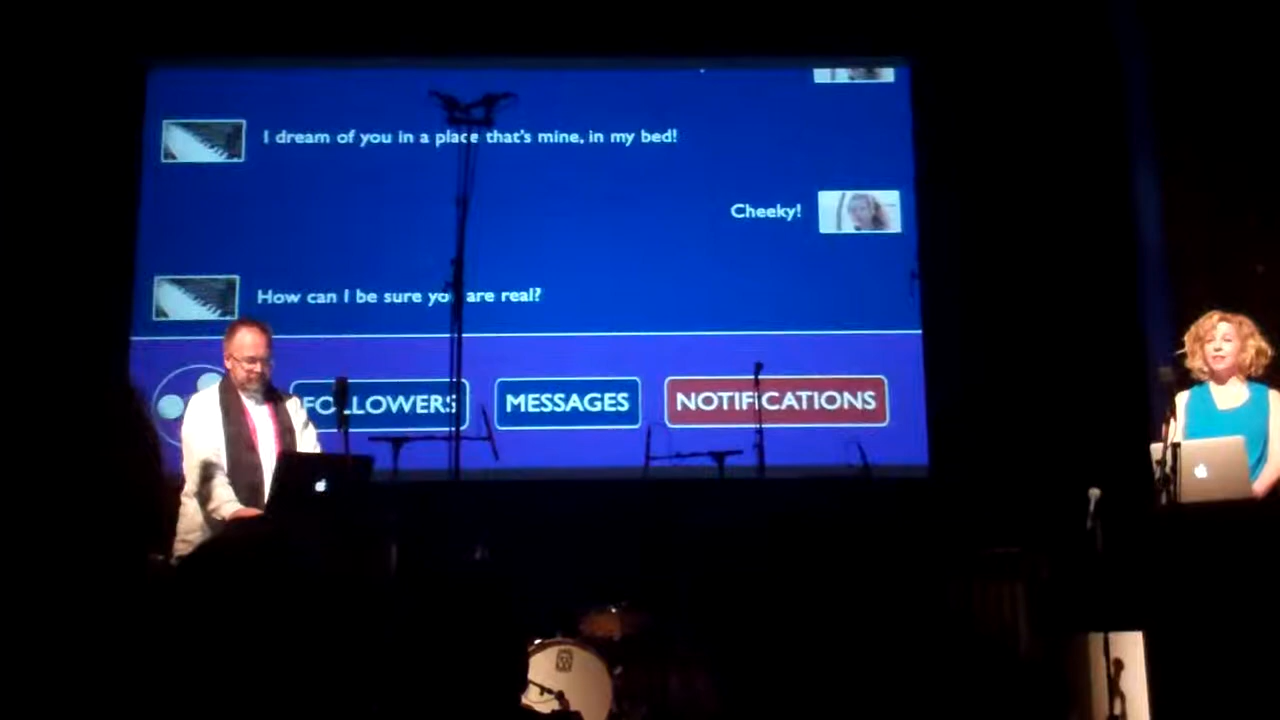 I dream of you in a place that's mine, in my bed!
Cheeky!
How can I be sure you are real?
FOLLOWERS
MESSAGES
NOTIFICATIONS